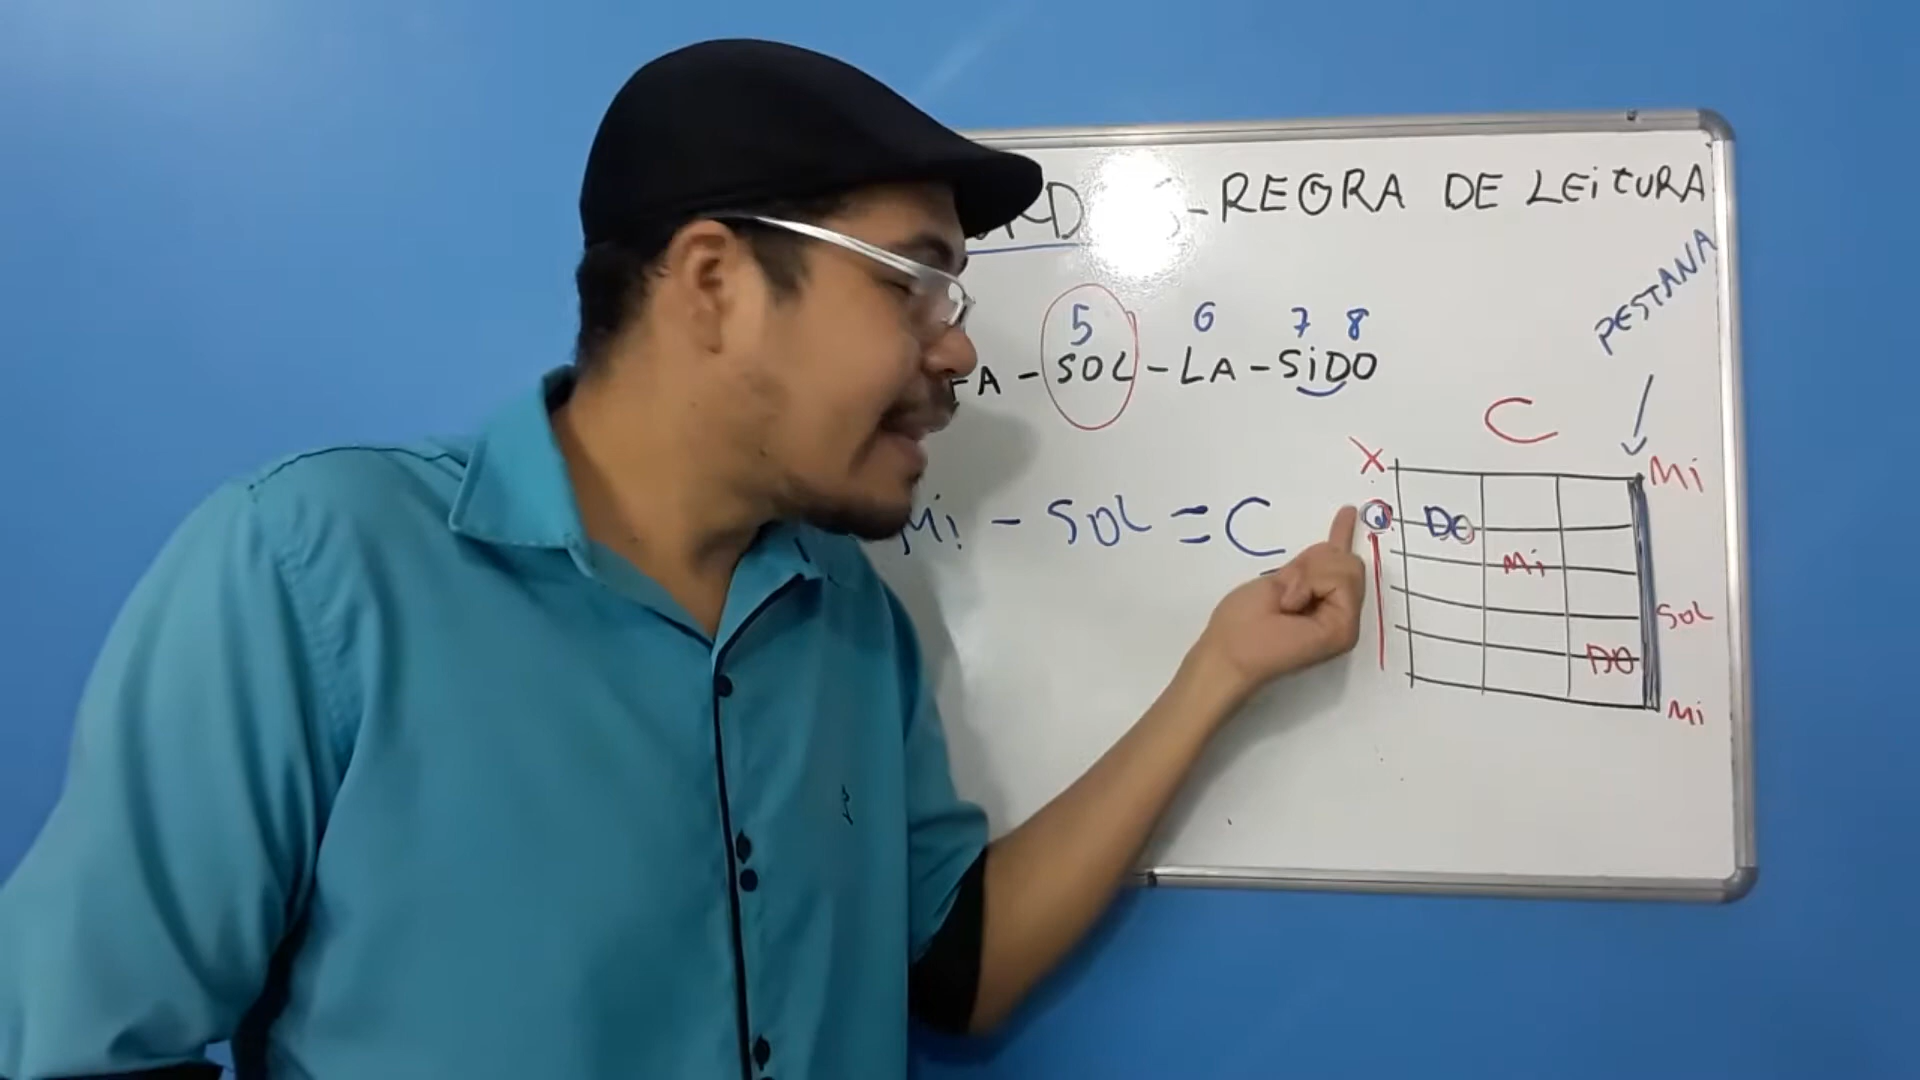 - REGRA DE LEITURA
PESTANA
5 6 7 8
FA - SOL - LA - SiDO
C
X Mi
Mi - SOL = C
DO
Mi
SOL
DO
Mi